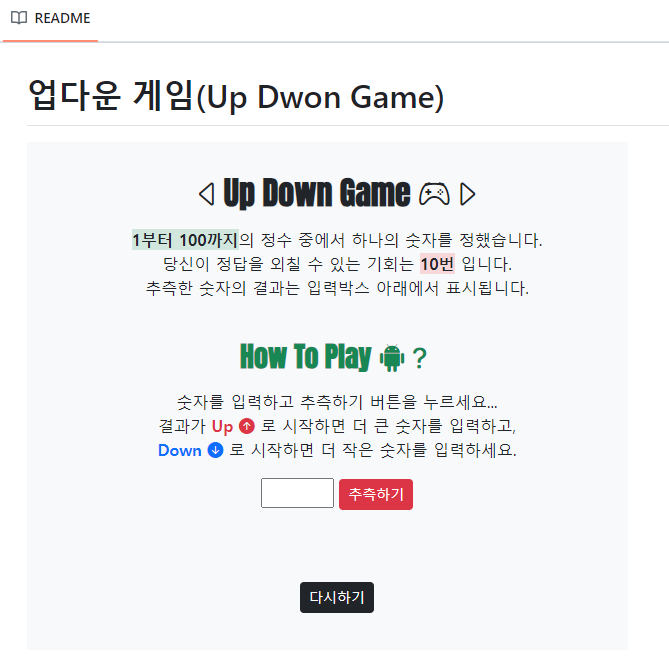 README
업다운 게임(Up Dwon Game)
Up Down Game
1부터 100까지의 정수 중에서 하나의 숫자를 정했습니다.
당신이 정답을 외칠 수 있는 기회는 10번 입니다.
추측한 숫자의 결과는 입력박스 아래에서 표시됩니다.
How To Play ?
숫자를 입력하고 추측하기 버튼을 누르세요...
결과가 Up 로 시작하면 더 큰 숫자를 입력하고,
Down 로 시작하면 더 작은 숫자를 입력하세요.
추측하기
다시하기